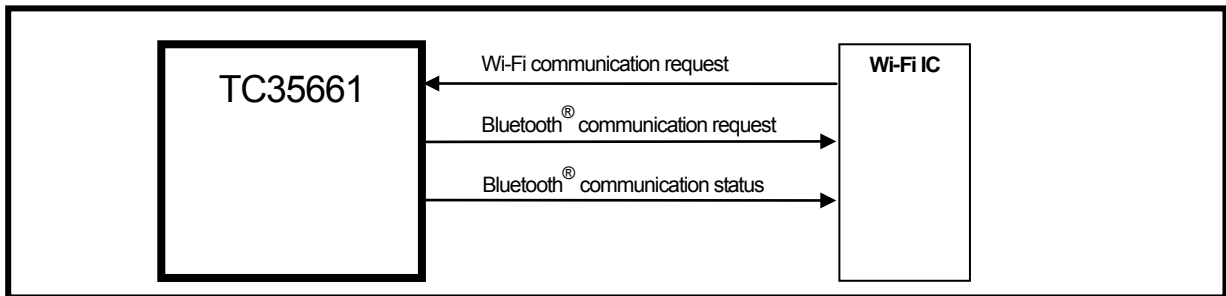 TC35661
Wi-Fi communication request
Wi-Fi IC
Bluetooth® communication request
Bluetooth® communication status